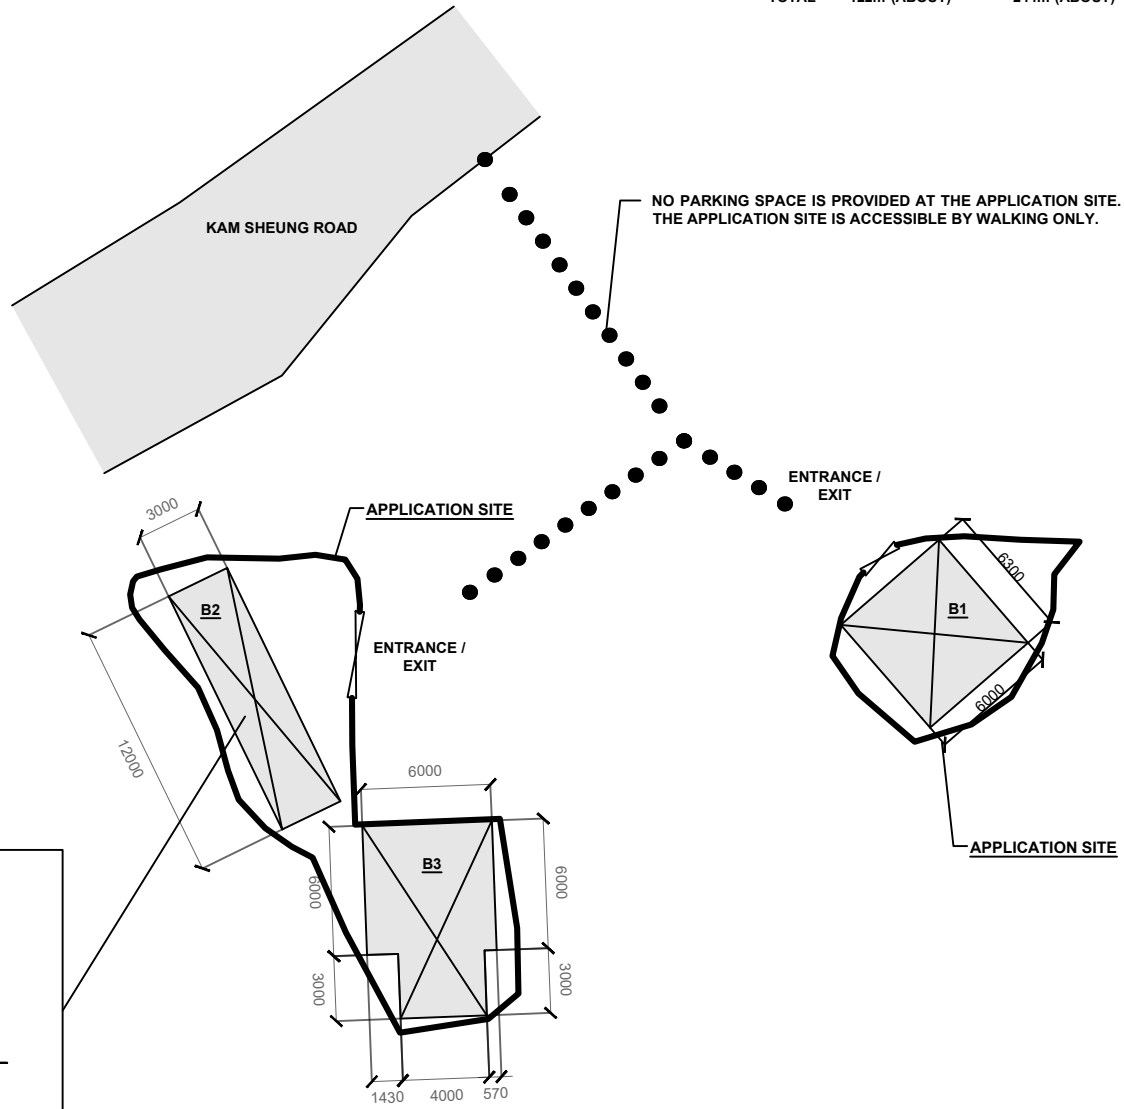 KAM SHEUNG ROAD
NO PARKING SPACE IS PROVIDED AT THE APPLICATION SITE.
THE APPLICATION SITE IS ACCESSIBLE BY WALKING ONLY.
ENTRANCE /
EXIT
3000
APPLICATION SITE
B2
ENTRANCE /
EXIT
12000
6300
B1
6000
APPLICATION SITE
6000
B3
6000
6000
3000
3000
1430
4000
570